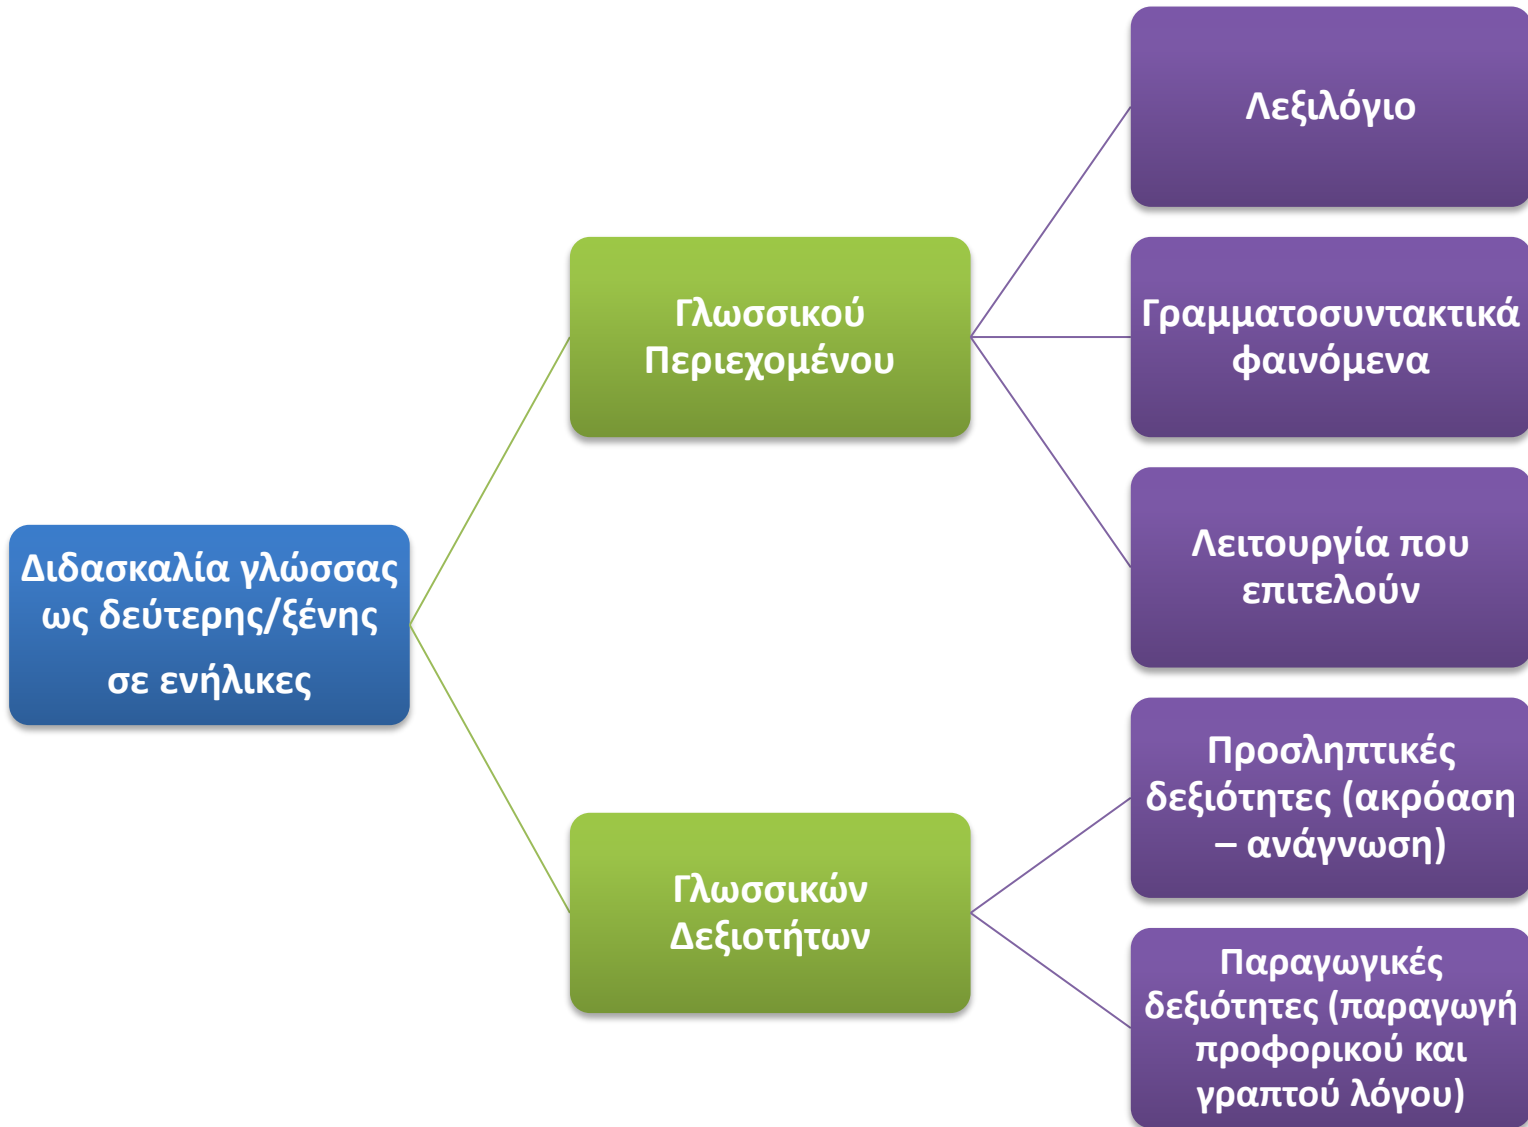 Διδασκαλία γλώσσας
ως δεύτερης/ξένης
σε ενήλικες
Γλωσσικού
Περιεχομένου
Λεξιλόγιο
Γραμματοσυντακτικά
φαινόμενα
Λειτουργία που
επιτελούν
Γλωσσικών
Δεξιοτήτων
Προσληπτικές
δεξιότητες (ακρόαση
– ανάγνωση)
Παραγωγικές
δεξιότητες (παραγωγή
προφορικού και
γραπτού λόγου)